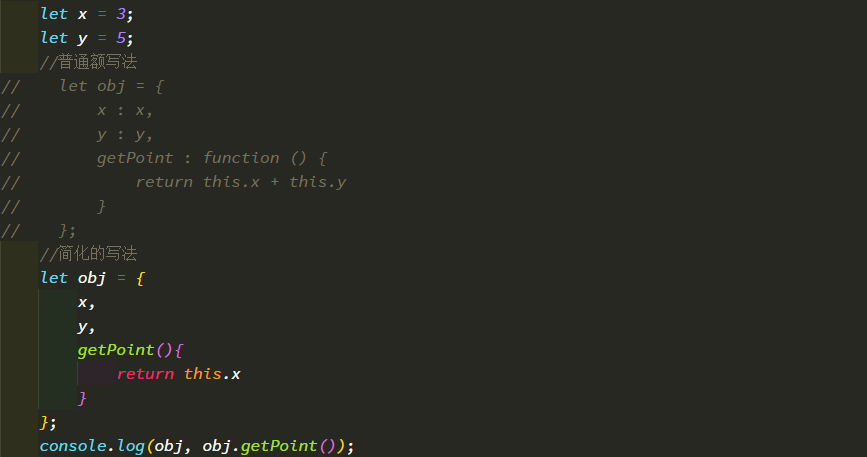 let x = 3;
let y = 5;
//普通额写法
//    let obj = {
//        x : x,
//        y : y,
//        getPoint : function () {
//            return this.x + this.y
//        }
//    };
//简化的写法
let obj = {
    x,
    y,
    getPoint(){
        return this.x
    }
};
console.log(obj, obj.getPoint());